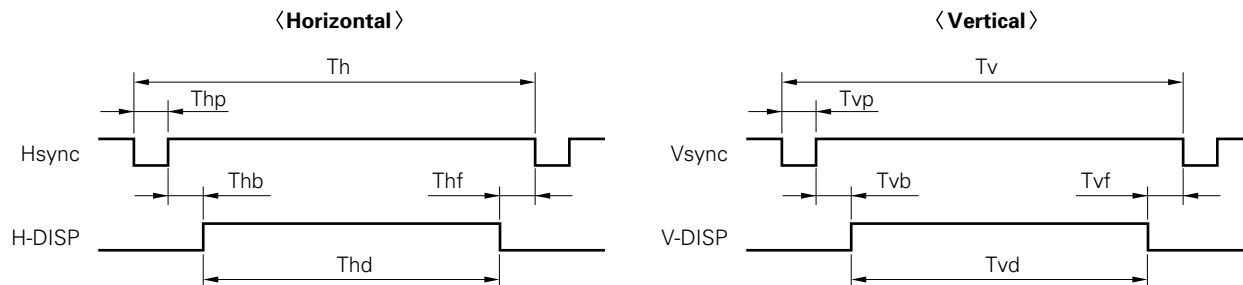 〈Horizontal〉
Th
Thp
Hsync
Thb
Thf
H-DISP
Thd
〈Vertical〉
Tv
Tvp
Vsync
Tvb
Tvf
V-DISP
Tvd